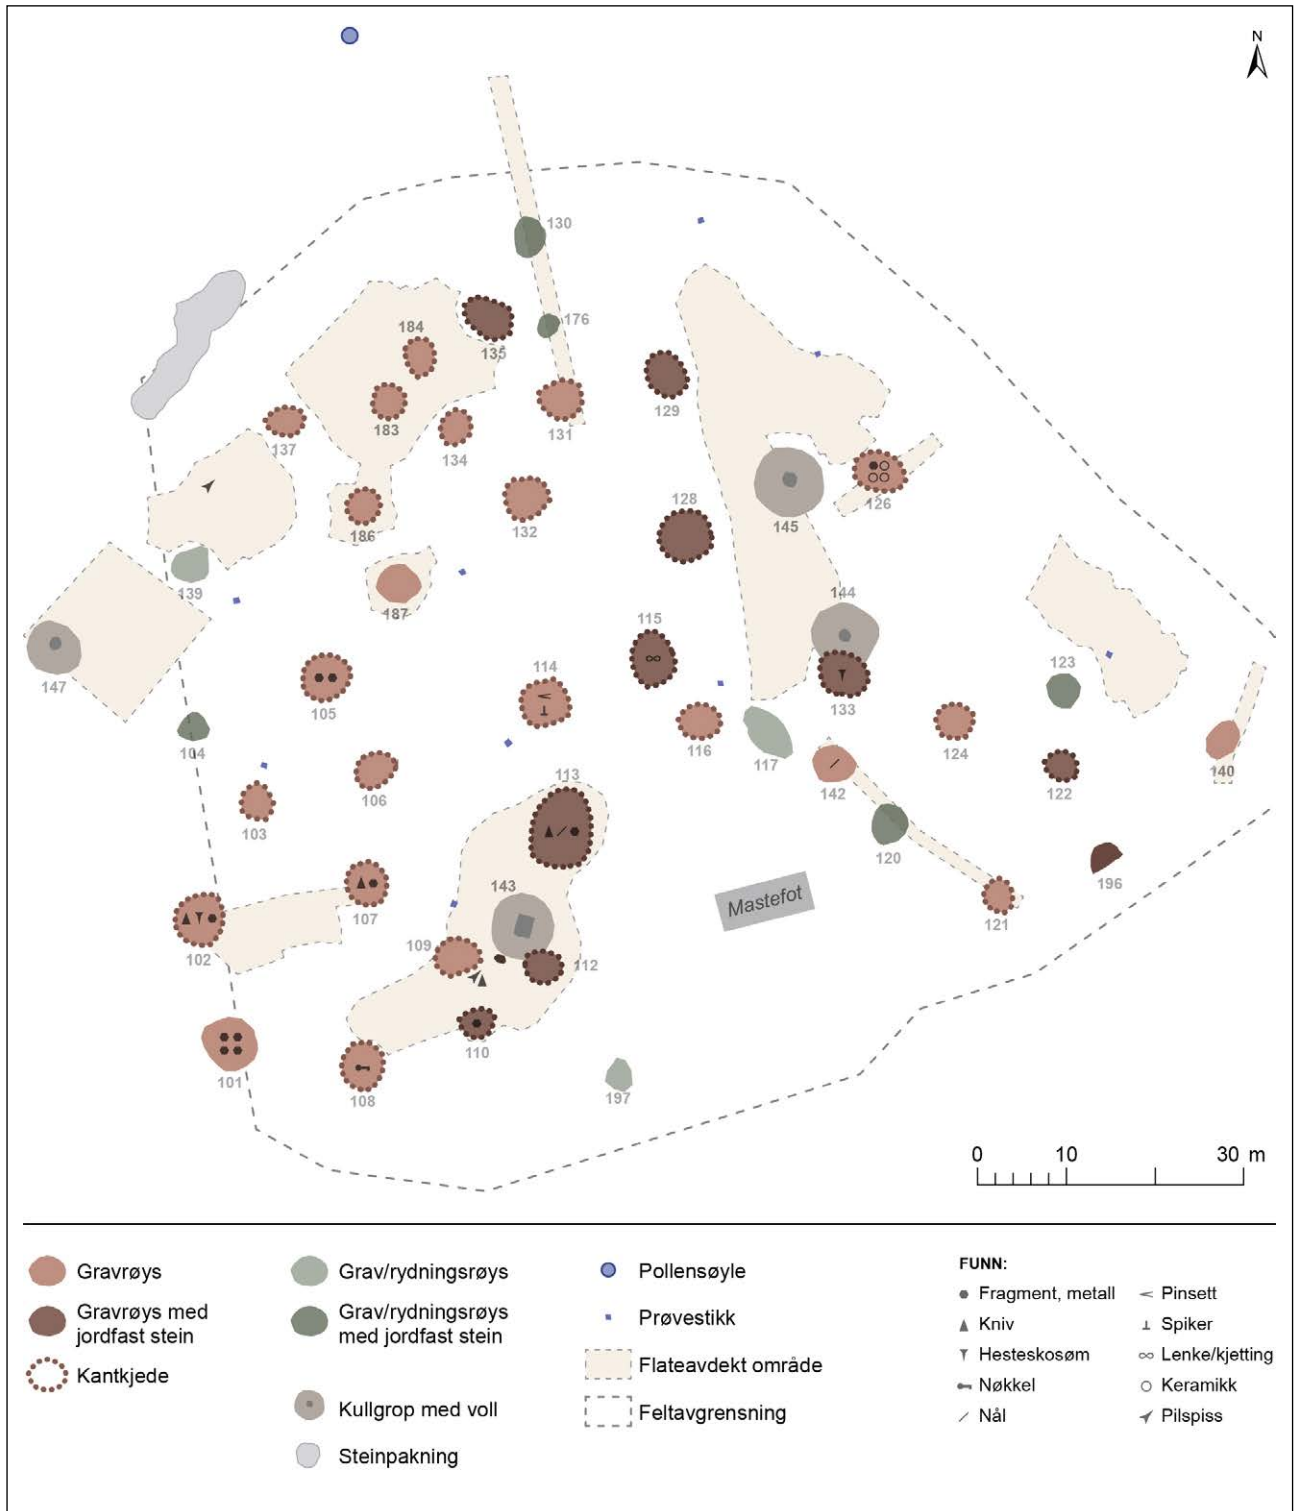 N
130
176
184
135
183
137
134
131
129
132
186
128
126
145
139
187
144
147
115
123
114
133
105
116
117
124
104
142
122
140
106
113
103
120
196
107
143
Mastefot
102
109
121
112
110
101
108
197
0 10 30 m
Gravrøys
Gravrøys med
jordfast stein
Kantkjede
Grav/rydningsrøys
Grav/rydningsrøys
med jordfast stein
Kullgrop med voll
Steinpakning
Pollensøyle
Prøvestikk
Flateavdekt område
Feltavgrensning
FUNN:
Fragment, metall
Kniv
Hesteskosøm
Nøkkel
Nål
Pinsett
Spiker
Lenke/kjetting
Keramikk
Pilspiss